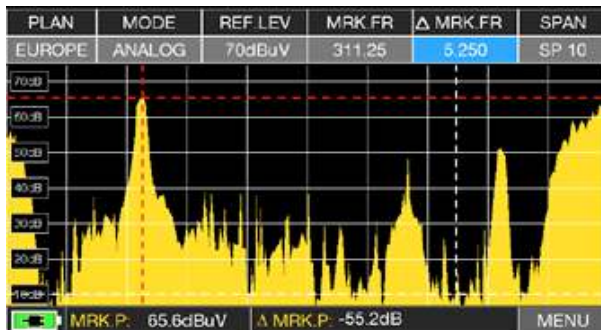 PLAN MODE REF.LEV MRK.FR Δ MRK.FR SPAN
EUROPE ANALOG 70dBuV 311.25 5.250 SP 10
70dB
60dB
50dB
40dB
30dB
20dB
10dB
MRK.P: 65.6dBuV Δ MRK.P: -55.2dB MENU